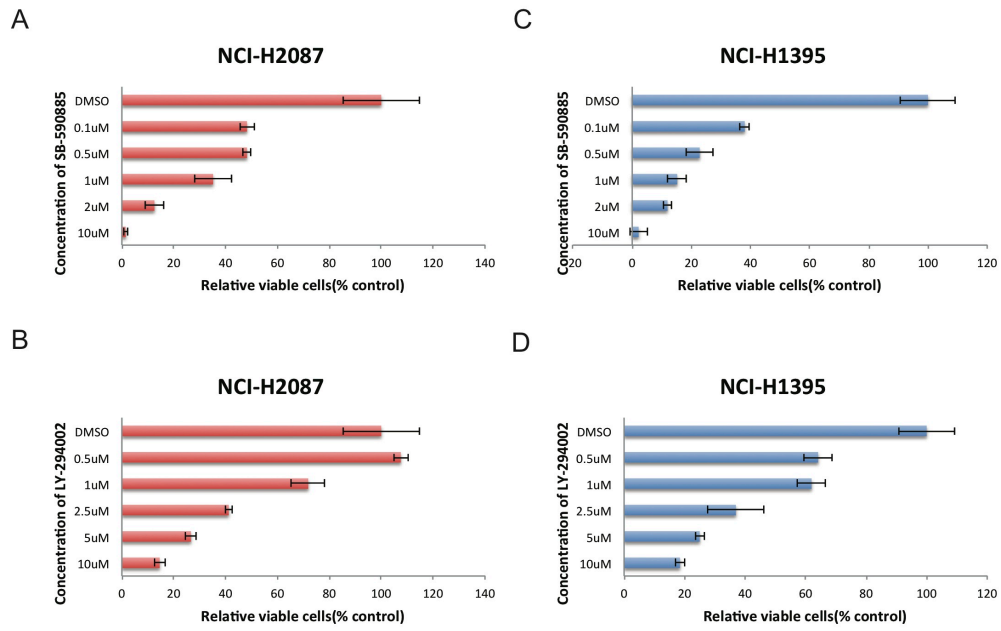 A
NCI-H2087
Concentration of SB-590885
DMSO
0.1uM
0.5uM
1uM
2uM
10uM
0 20 40 60 80 100 120 140
Relative viable cells(% control)
C
NCI-H1395
Concentration of SB-590885
DMSO
0.1uM
0.5uM
1uM
2uM
10uM
20 0 20 40 60 80 100 120
Relative viable cells(% control)
B
NCI-H2087
Concentration of LY-294002
DMSO
0.5uM
1uM
2.5uM
5uM
10uM
0 20 40 60 80 100 120 140
Relative viable cells(% control)
D
NCI-H1395
Concentration of LY-294002
DMSO
0.5uM
1uM
2.5uM
5uM
10uM
0 20 40 60 80 100 120
Relative viable cells(% control)